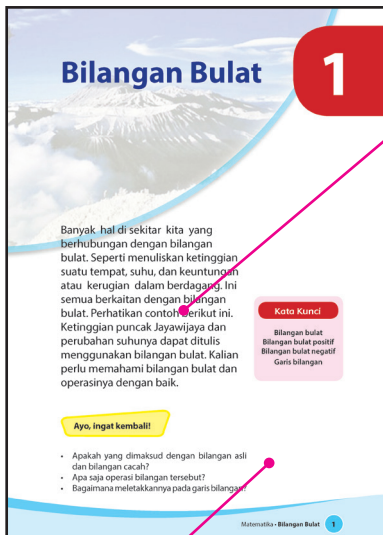 Bilangan Bulat
1
Banyak hal di sekitar kita yang
berhubungan dengan bilangan
bulat. Seperti menuliskan ketinggian
suatu tempat, suhu, dan keuntungan
atau kerugian dalam berdagang. Ini
semua berkaitan dengan bilangan
bulat. Perhatikan contoh berikut ini.
Ketinggian puncak Jayawijaya dan
perubahan suhunya dapat ditulis
menggunakan bilangan bulat. Kalian
perlu memahami bilangan bulat dan
operasinya dengan baik.
Kata Kunci
Bilangan bulat
Bilangan bulat positif
Bilangan bulat negatif
Garis bilangan
Ayo, ingat kembali!
• Apakah yang dimaksud dengan bilangan asli
dan bilangan cacah?
• Apa saja operasi bilangan tersebut?
• Bagaimana meletakkannya pada garis bilangan?
Matematika • Bilangan Bulat 1